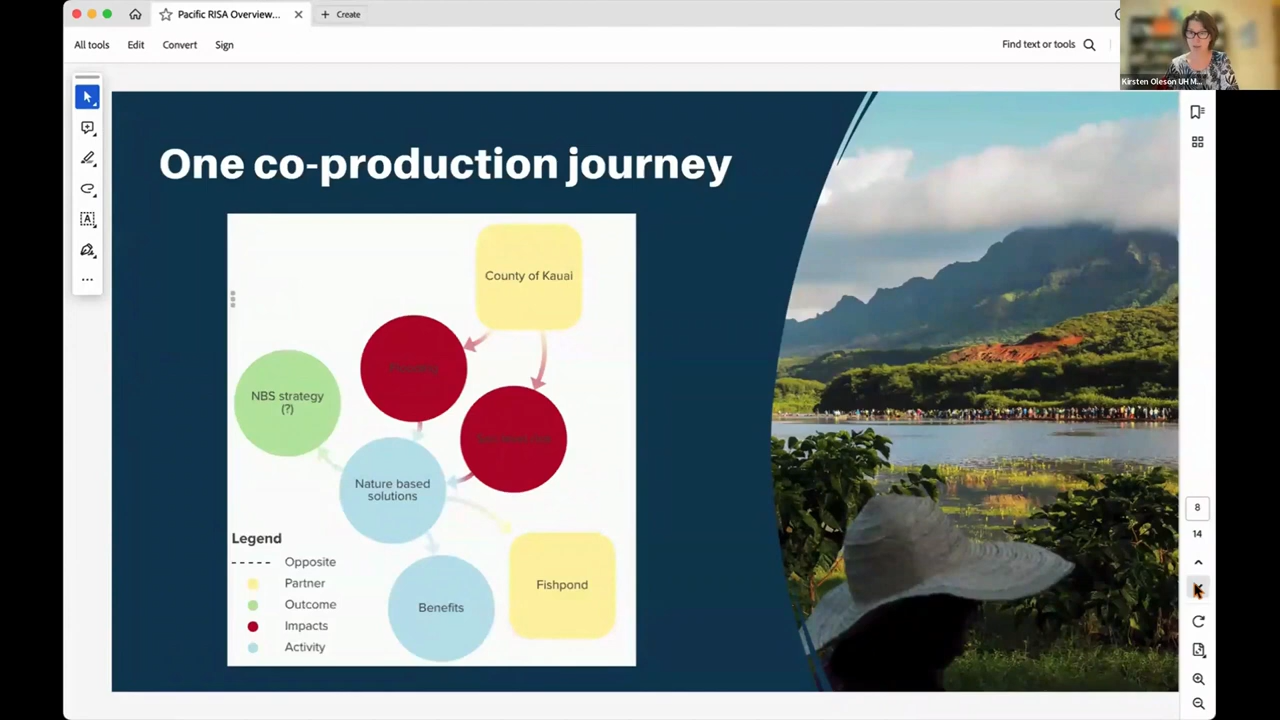 Pacific RISA Overview...
Create
All tools
Edit
Convert
Sign
Find text or tools
Kirsten Oleson UH M...
One co-production journey
County of Kauai
NBS strategy
(?)
Nature based
solutions
Fishpond
Benefits
Legend
Opposite
Partner
Outcome
Impacts
Activity
8
14